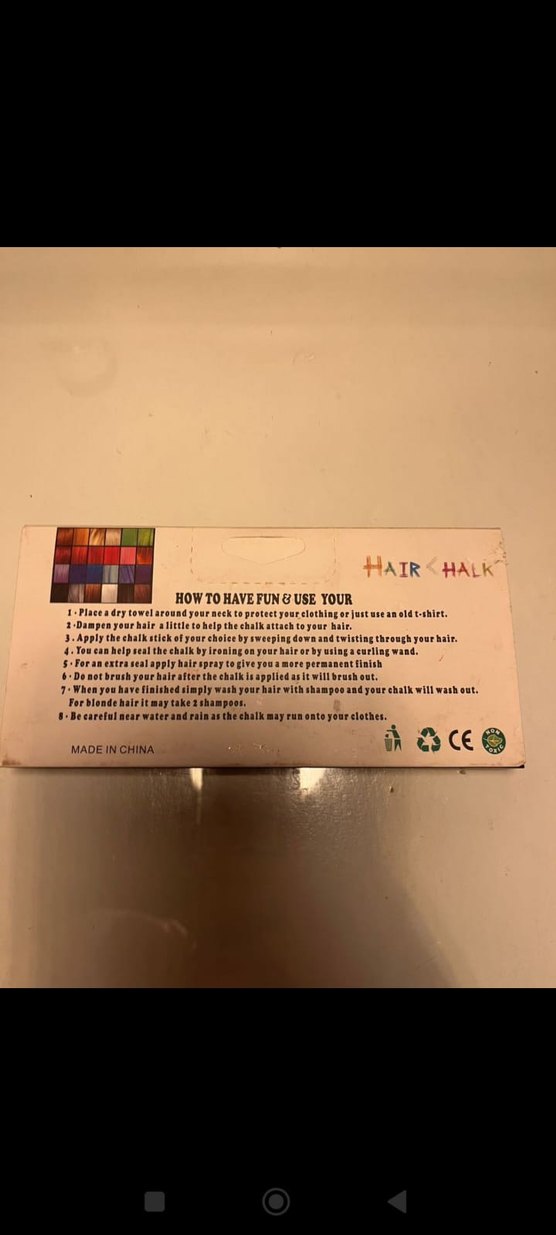 HAIR CHALK
HOW TO HAVE FUN & USE YOUR
1 · Place a dry towel around your neck to protect your clothing or just use an old t-shirt.
2 · Dampen your hair a little to help the chalk attach to your hair.
3 . Apply the chalk stick of your choice by sweeping down and twisting through your hair.
4 . You can help seal the chalk by ironing on your hair or by using a curling wand.
5 · For an extra seal apply hair spray to give you a more permanent finish
6 · Do not brush your hair after the chalk is applied as it will brush out.
7 · When you have finished simply wash your hair with shampoo and your chalk will wash out.
For blonde hair it may take 2 shampoos.
8 · Be careful near water and rain as the chalk may run onto your clothes.
MADE IN CHINA
CE
NON
TOXIC